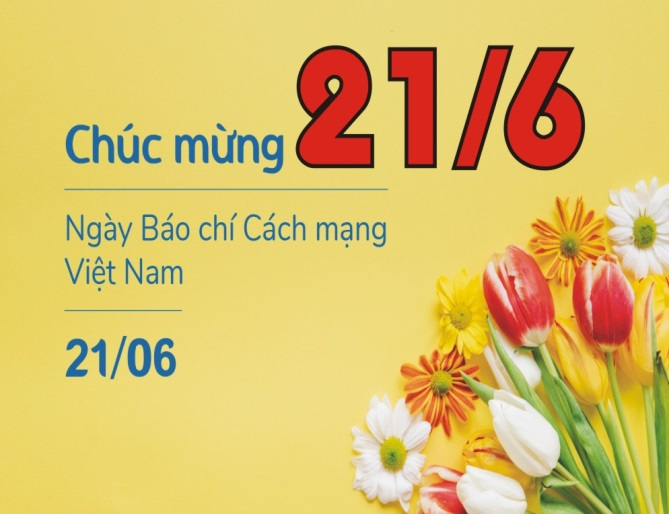 Chúc mừng 21/6
Ngày Báo chí Cách mạng
Việt Nam
21/06